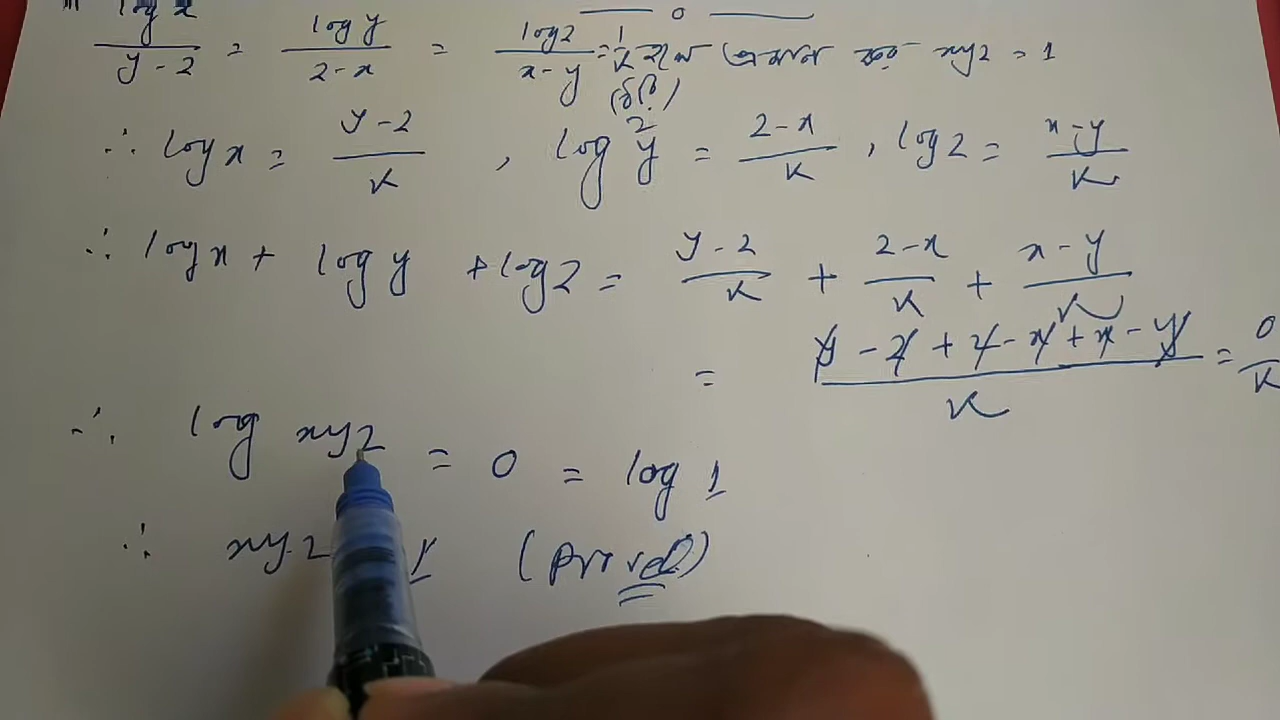 log x / y - z = log y / z - x = log z / x - y = 1/k হলে প্রমাণ কর xyz = 1
(ধরি)
∴ log x = y - z / k , log y = z - x / k , log z = x - y / k
∴ log x + log y + log z = y - z / k + z - x / k + x - y / k
= y - z + z - x + x - y / k = 0 / k
∴ log xyz = 0 = log 1
∴ xyz 1 (Proved)